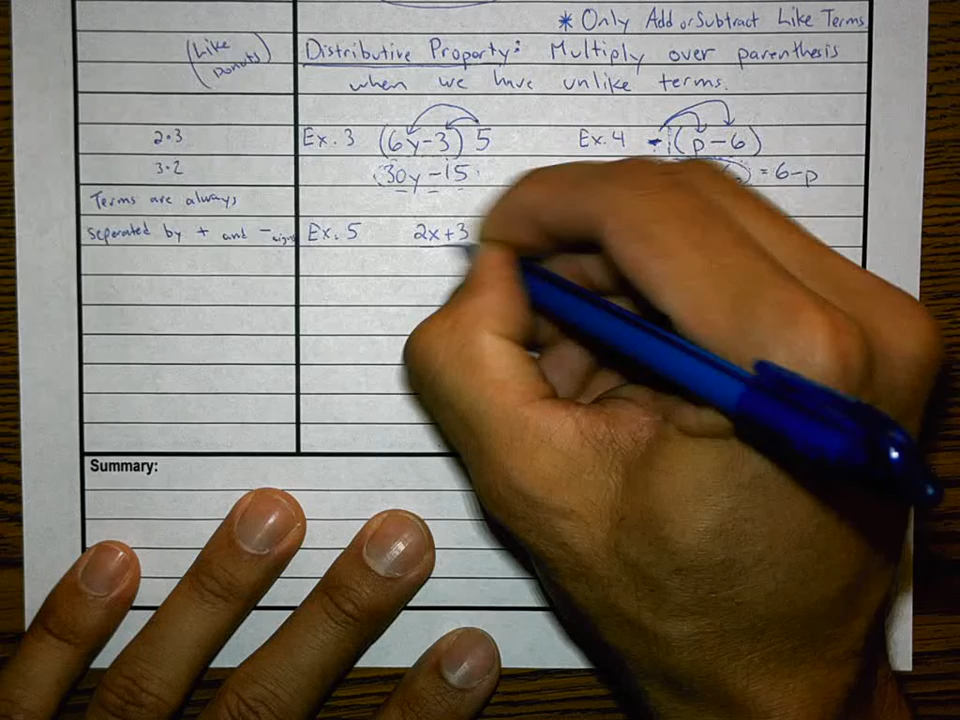 * Only Add or Subtract Like Terms
(Like Donuts)
Distributive Property: Multiply over parenthesis
when we have unlike terms.
2·3
Ex. 3 (6y-3) 5
Ex. 4 -1(p-6)
3·2
(30y-15)
= 6-p
Terms are always
separated by + and - signs
Ex. 5 2x+3
Summary: